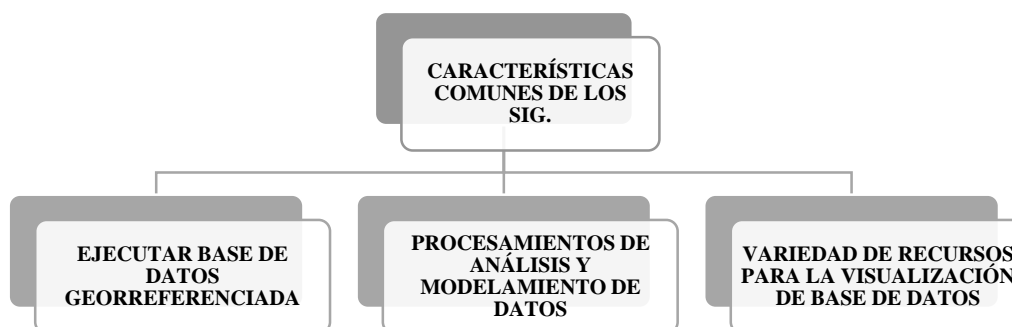 CARACTERÍSTICAS
COMUNES DE LOS
SIG.
EJECUTAR BASE DE
DATOS
GEORREFERENCIADA
PROCESAMIENTOS DE
ANÁLISIS Y
MODELAMIENTO DE
DATOS
VARIEDAD DE RECURSOS
PARA LA VISUALIZACIÓN
DE BASE DE DATOS